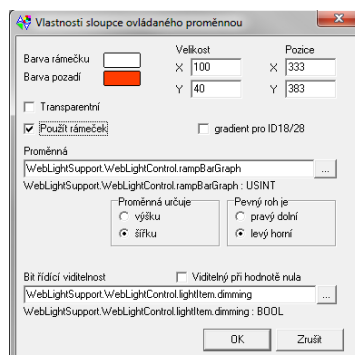 Vlastnosti sloupce ovládaného proměnnou
Velikost Pozice
Barva rámečku X 100 X 333
Barva pozadí Y 40 Y 383
Transparentní
Použít rámeček gradient pro ID18/28
Proměnná
WebLightSupport.WebLightControl.rampBarGraph ...
WebLightSupport.WebLightControl.rampBarGraph : USINT
Proměnná určuje Pevný roh je
výšku pravý dolní
šířku levý horní
Bit řídící viditelnost Viditelný při hodnotě nula
WebLightSupport.WebLightControl.lightItem.dimming ...
WebLightSupport.WebLightControl.lightItem.dimming : BOOL
OK Zrušit